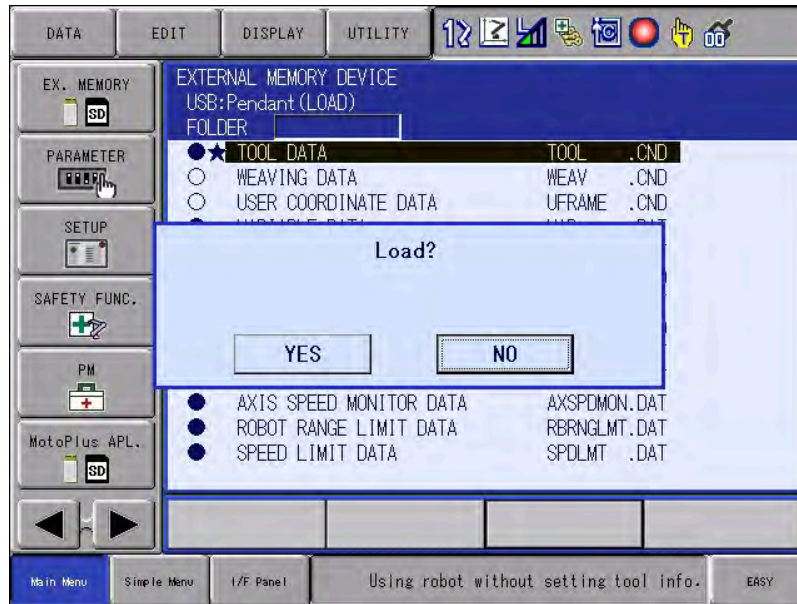 DATA
EDIT
DISPLAY
UTILITY
EX. MEMORY
SD
PARAMETER
SETUP
SAFETY FUNC.
PM
MotoPlus APL.
SD
EXTERNAL MEMORY DEVICE
USB:Pendant(LOAD)
FOLDER
TOOL DATA TOOL .CND
WEAVING DATA WEAV .CND
USER COORDINATE DATA UFRAME .CND
Load?
YES
NO
AXIS SPEED MONITOR DATA AXSPDMON.DAT
ROBOT RANGE LIMIT DATA RBRNGLMT.DAT
SPEED LIMIT DATA SPDLMT .DAT
Main Menu
Simple Menu
I/F Panel
Using robot without setting tool info.
EASY